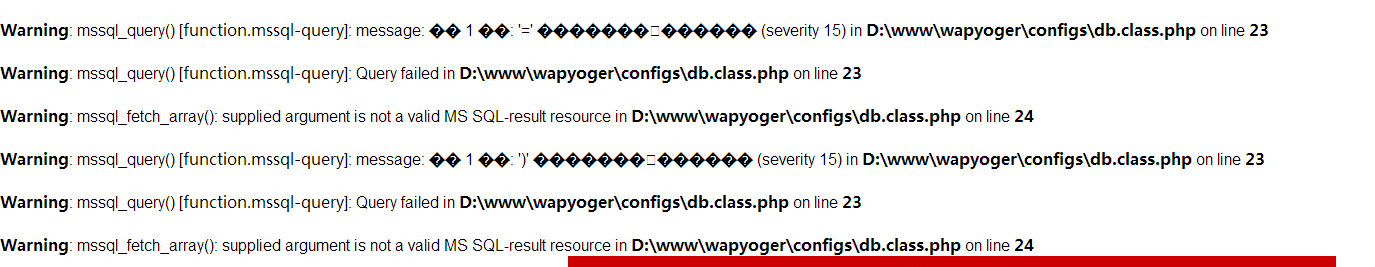 Warning: mssql_query() [function.mssql-query]: message: �� 1 ��: '=' �������﷨������ (severity 15) in D:\www\wapyoger\configs\db.class.php on line 23
Warning: mssql_query() [function.mssql-query]: Query failed in D:\www\wapyoger\configs\db.class.php on line 23
Warning: mssql_fetch_array(): supplied argument is not a valid MS SQL-result resource in D:\www\wapyoger\configs\db.class.php on line 24
Warning: mssql_query() [function.mssql-query]: message: �� 1 ��: ')' �������﷨������ (severity 15) in D:\www\wapyoger\configs\db.class.php on line 23
Warning: mssql_query() [function.mssql-query]: Query failed in D:\www\wapyoger\configs\db.class.php on line 23
Warning: mssql_fetch_array(): supplied argument is not a valid MS SQL-result resource in D:\www\wapyoger\configs\db.class.php on line 24